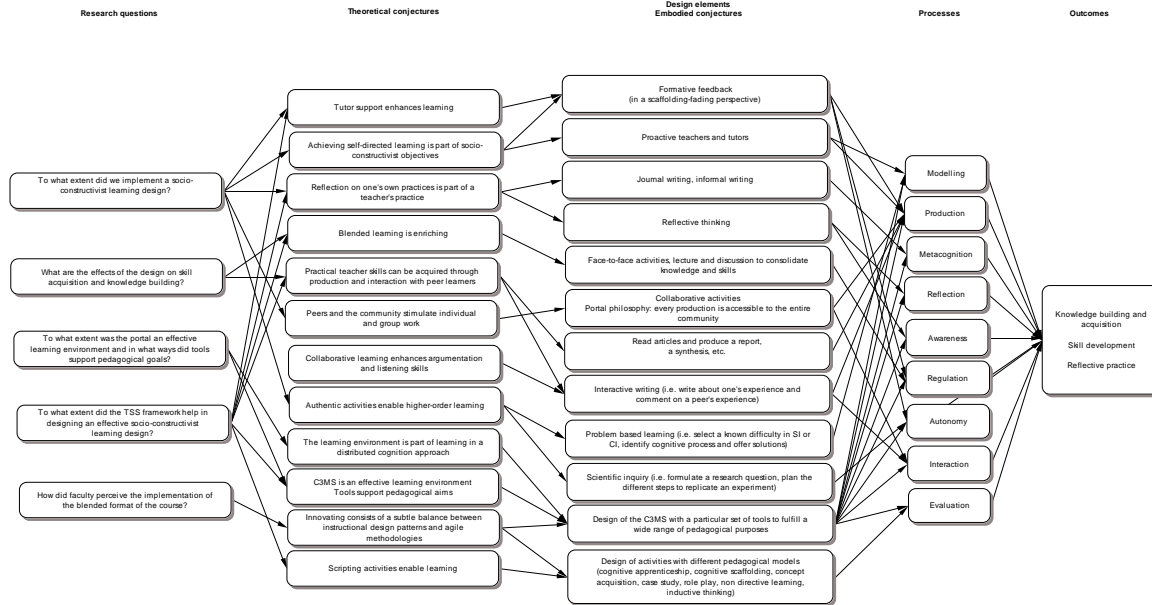 Research questions
Theoretical conjectures
Design elements
Embodied conjectures
Processes
Outcomes
To what extent did we implement a socio-
constructivist learning design?
What are the effects of the design on skill
acquisition and knowledge building?
To what extent was the portal an effective
learning environment and in what ways did tools
support pedagogical goals?
To what extent did the TSS framework help in
designing an effective socio-constructivist
learning design?
How did faculty perceive the implementation of
the blended format of the course?
Tutor support enhances learning
Achieving self-directed learning is part of socio-
constructivist objectives
Reflection on one's own practices is part of a
teacher's practice
Blended learning is enriching
Practical teacher skills can be acquired through
production and interaction with peer learners
Peers and the community stimulate individual
and group work
Collaborative learning enhances argumentation
and listening skills
Authentic activities enable higher-order learning
The learning environment is part of learning in a
distributed cognition approach
C3MS is an effective learning environment
Tools support pedagogical aims
Innovating consists of a subtle balance between
instructional design patterns and agile
methodologies
Scripting activities enable learning
Formative feedback
(in a scaffolding-fading perspective)
Proactive teachers and tutors
Journal writing, informal writing
Reflective thinking
Face-to-face activities, lecture and discussion to consolidate
knowledge and skills
Collaborative activities
Portal philosophy: every production is accessible to the entire
community
Read articles and produce a report,
a synthesis, etc.
Interactive writing (i.e. write about one's experience and
comment on a peer's experience)
Problem based learning (i.e. select a known difficulty in SI or
CI, identify cognitive process and offer solutions)
Scientific inquiry (i.e. formulate a research question, plan the
different steps to replicate an experiment)
Design of the C3MS with a particular set of tools to fulfill a
wide range of pedagogical purposes
Design of activities with different pedagogical models
(cognitive apprenticeship, cognitive scaffolding, concept
acquisition, case study, role play, non directive learning,
inductive thinking)
Modelling
Production
Metacognition
Reflection
Awareness
Regulation
Autonomy
Interaction
Evaluation
Knowledge building and
acquisition
Skill development
Reflective practice